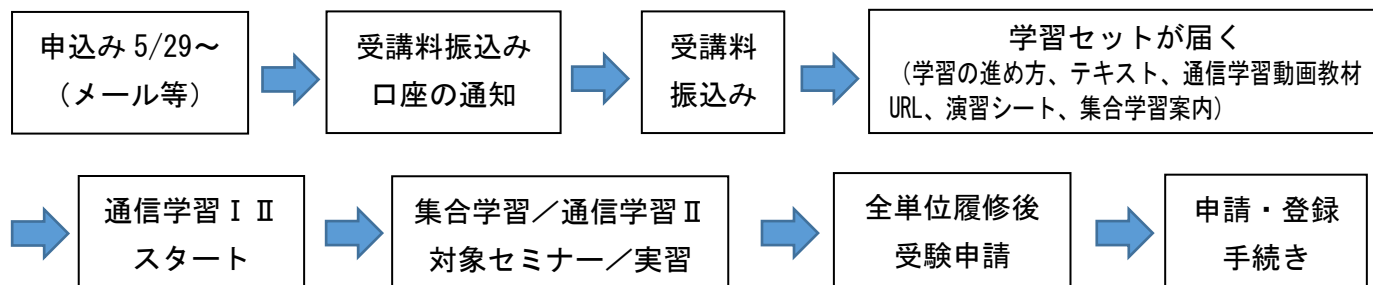 申込み 5/29～
（メール等）
受講料振込み
口座の通知
受講料
振込み
学習セットが届く
（学習の進め方、テキスト、通信学習動画教材
URL、演習シート、集合学習案内）
通信学習Ⅰ Ⅱ
スタート
集合学習／通信学習Ⅱ
対象セミナー／実習
全単位履修後
受験申請
申請・登録
手続き